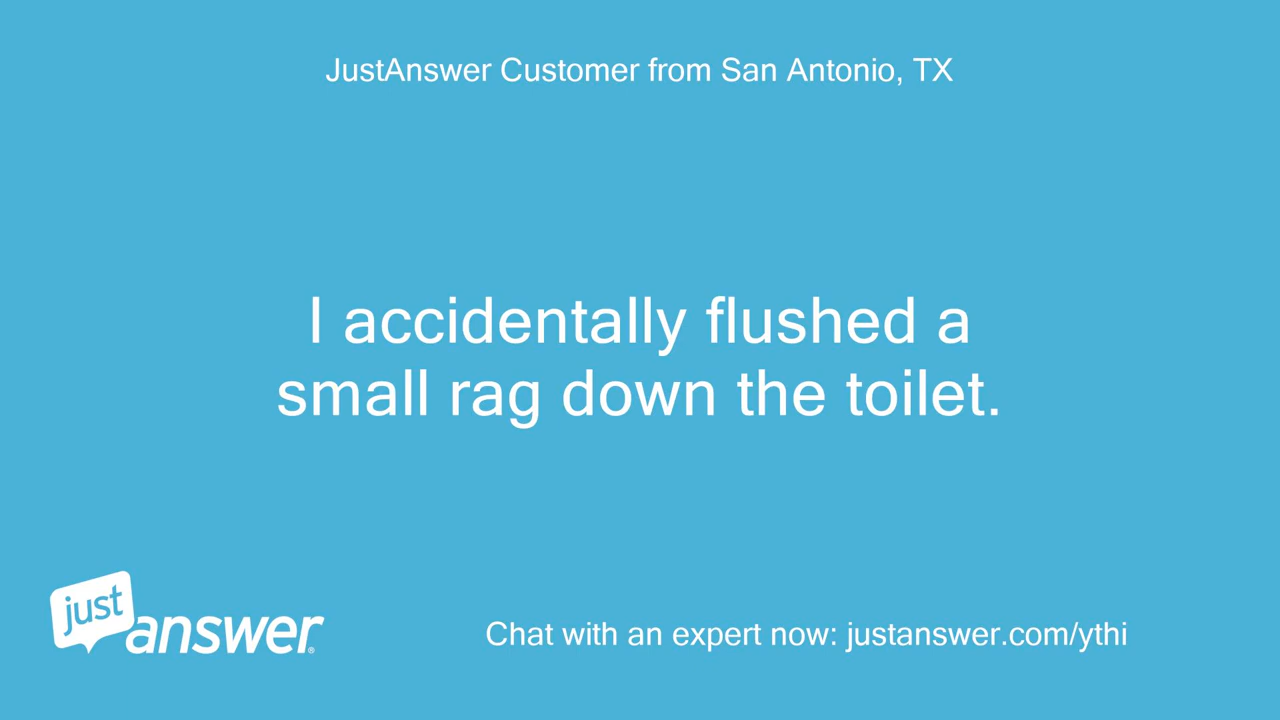 JustAnswer Customer from San Antonio, TX
I accidentally flushed a
small rag down the toilet.
just
answer®
Chat with an expert now: justanswer.com/ythi